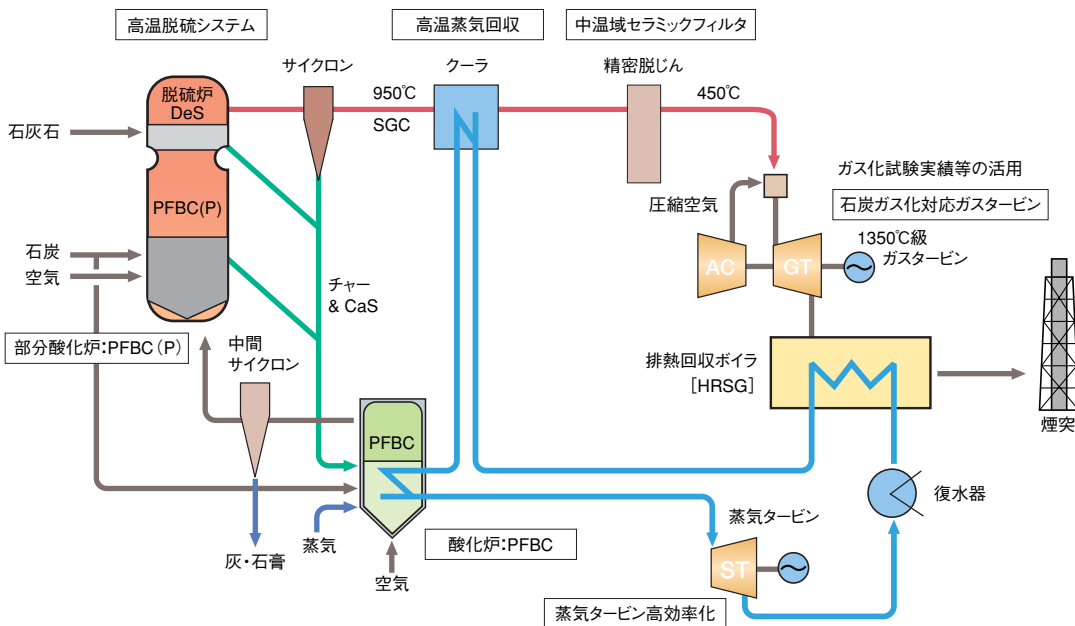 高温脱硫システム
高温蒸気回収
中温域セラミックフィルタ
サイクロン
クーラ
精密脱じん
脱硫炉
DeS
950℃
SGC
450℃
石灰石
ガス化試験実績等の活用
石炭ガス化対応ガスタービン
圧縮空気
PFBC(P)
1350℃級
ガスタービン
AC
GT
石炭
空気
チャー
& CaS
部分酸化炉:PFBC(P)
中間
サイクロン
排熱回収ボイラ
[HRSG]
煙突
PFBC
復水器
蒸気タービン
灰・石膏
蒸気
酸化炉:PFBC
空気
ST
蒸気タービン高効率化